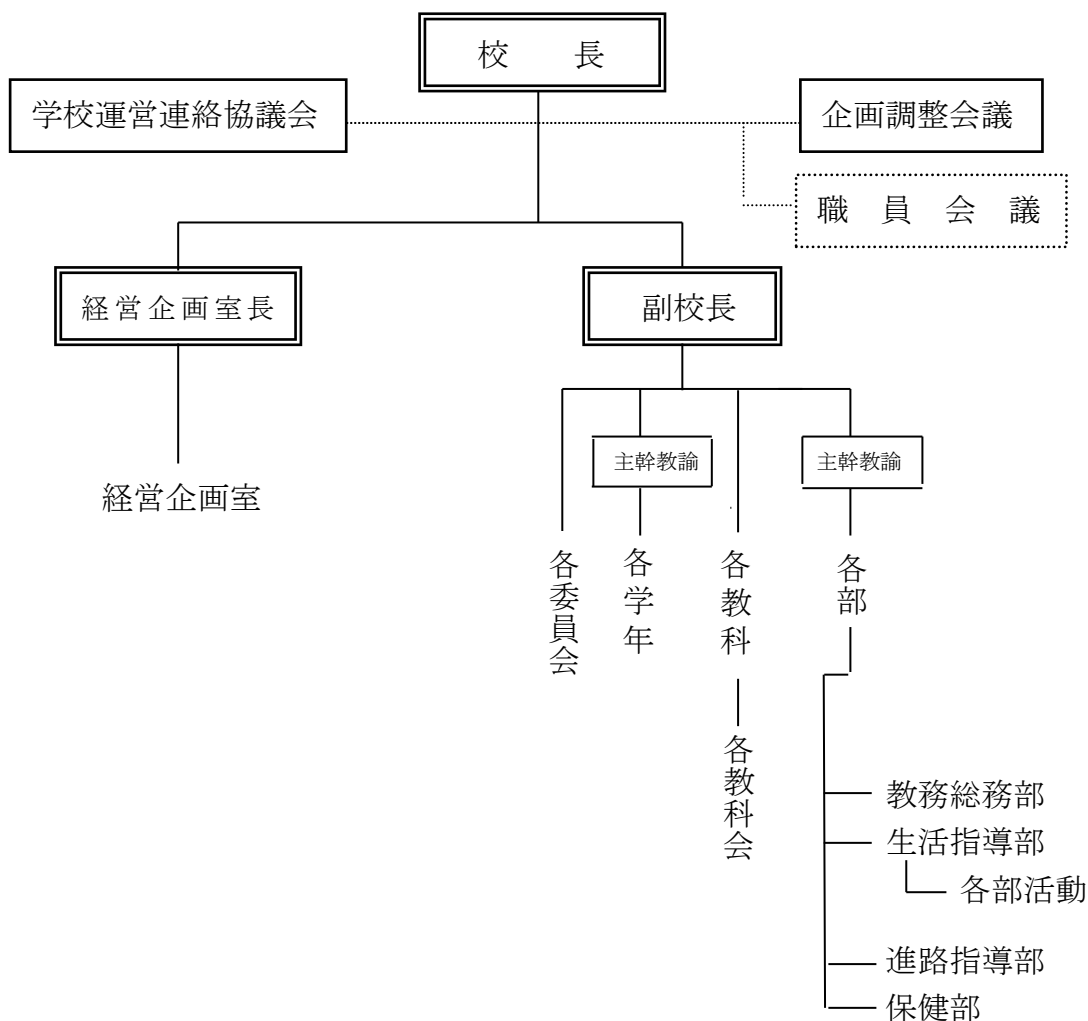 校　　長
学校運営連絡協議会
企画調整会議
職　員　会　議
経営企画室長
副校長
主幹教諭
主幹教諭
経営企画室
各委員会
各学年
各教科
各部
各教科会
教務総務部
生活指導部
各部活動
進路指導部
保健部